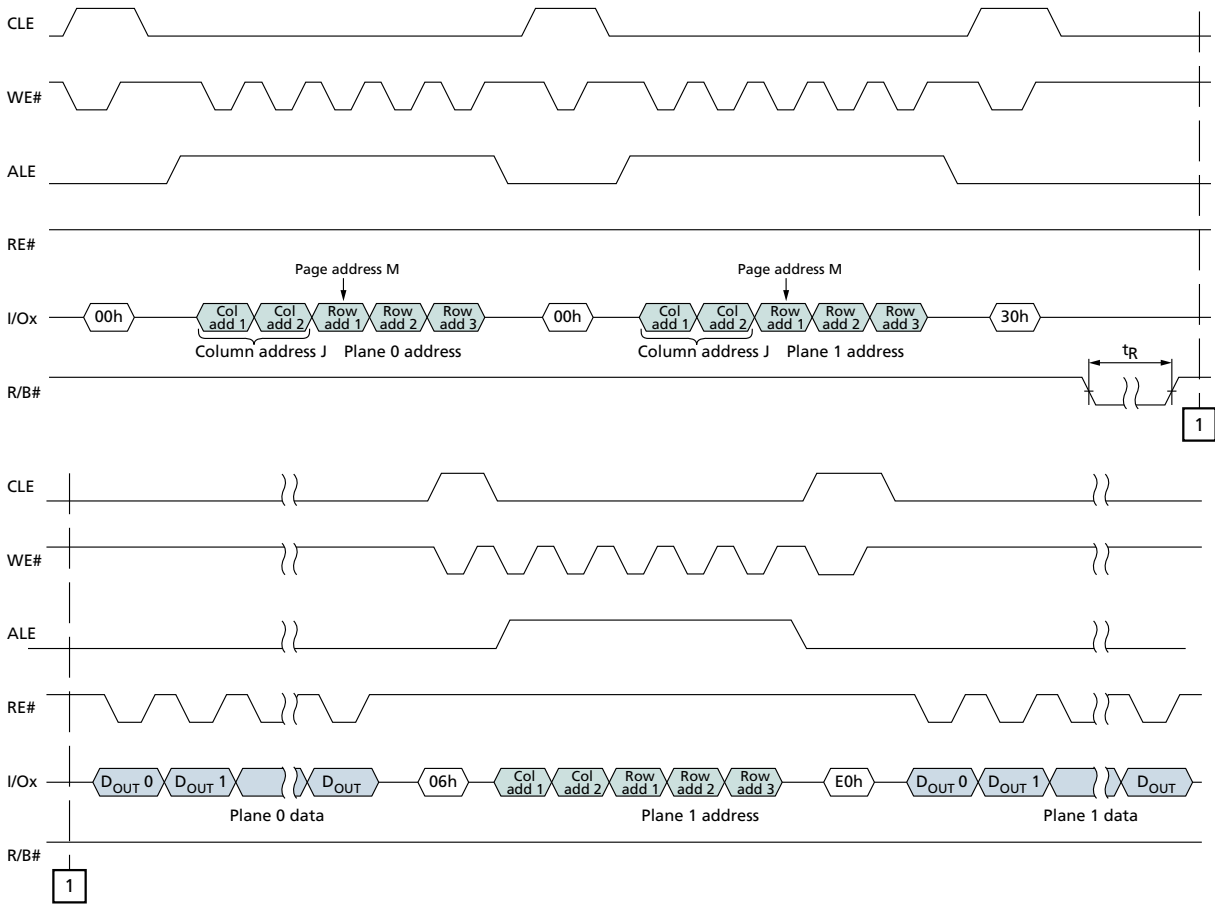 CLE
WE#
ALE
RE#
Page address M Page address M
I/Ox 00h Col add 1 Col add 2 Row add 1 Row add 2 Row add 3 00h Col add 1 Col add 2 Row add 1 Row add 2 Row add 3 30h
Column address J Plane 0 address Column address J Plane 1 address
tR
R/B#
1
CLE
WE#
ALE
RE#
I/Ox DOUT 0 DOUT 1 DOUT 06h Col add 1 Col add 2 Row add 1 Row add 2 Row add 3 E0h DOUT 0 DOUT 1 DOUT
Plane 0 data Plane 1 address Plane 1 data
R/B#
1